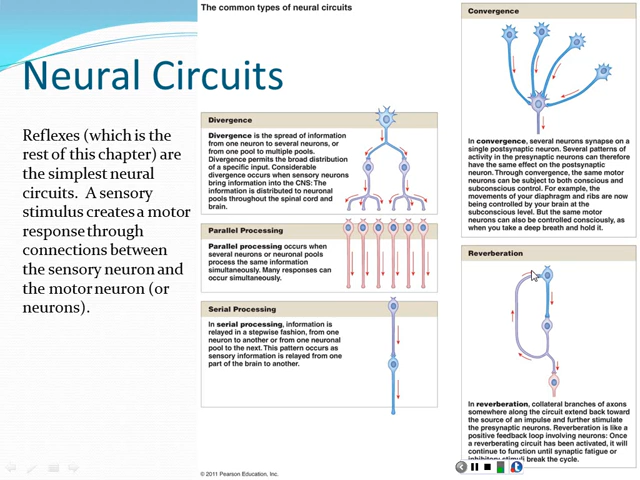 The common types of neural circuits
Neural Circuits
Reflexes (which is the
rest of this chapter) are
the simplest neural
circuits.  A sensory
stimulus creates a motor
response through
connections between
the sensory neuron and
the motor neuron (or
neurons).
Divergence
Divergence is the spread of information
from one neuron to several neurons, or
from one pool to multiple pools.
Divergence permits the broad distribution
of a specific input. Considerable
divergence occurs when sensory neurons
bring information into the CNS: The
information is distributed to neuronal
pools throughout the spinal cord and
brain.
Parallel Processing
Parallel processing occurs when
several neurons or neuronal pools
process the same information
simultaneously. Many responses can
occur simultaneously.
Serial Processing
In serial processing, information is
relayed in a stepwise fashion, from one
neuron to another or from one neuronal
pool to the next. This pattern occurs as
sensory information is relayed from one
part of the brain to another.
Convergence
In convergence, several neurons synapse on a
single postsynaptic neuron. Several patterns of
activity in the presynaptic neurons can therefore
have the same effect on the postsynaptic
neuron. Through convergence, the same motor
neurons can be subject to both conscious and
subconscious control. For example, the
movements of your diaphragm and ribs are now
being controlled by your brain at the
subconscious level. But the same motor
neurons can also be controlled consciously, as
when you take a deep breath and hold it.
Reverberation
In reverberation, collateral branches of axons
somewhere along the circuit extend back toward
the source of an impulse and further stimulate
the presynaptic neurons. Reverberation is like a
positive feedback loop involving neurons: Once
a reverberating circuit has been activated, it will
continue to function until synaptic fatigue or
inhibitory stimuli break the cycle.
© 2011 Pearson Education, Inc.